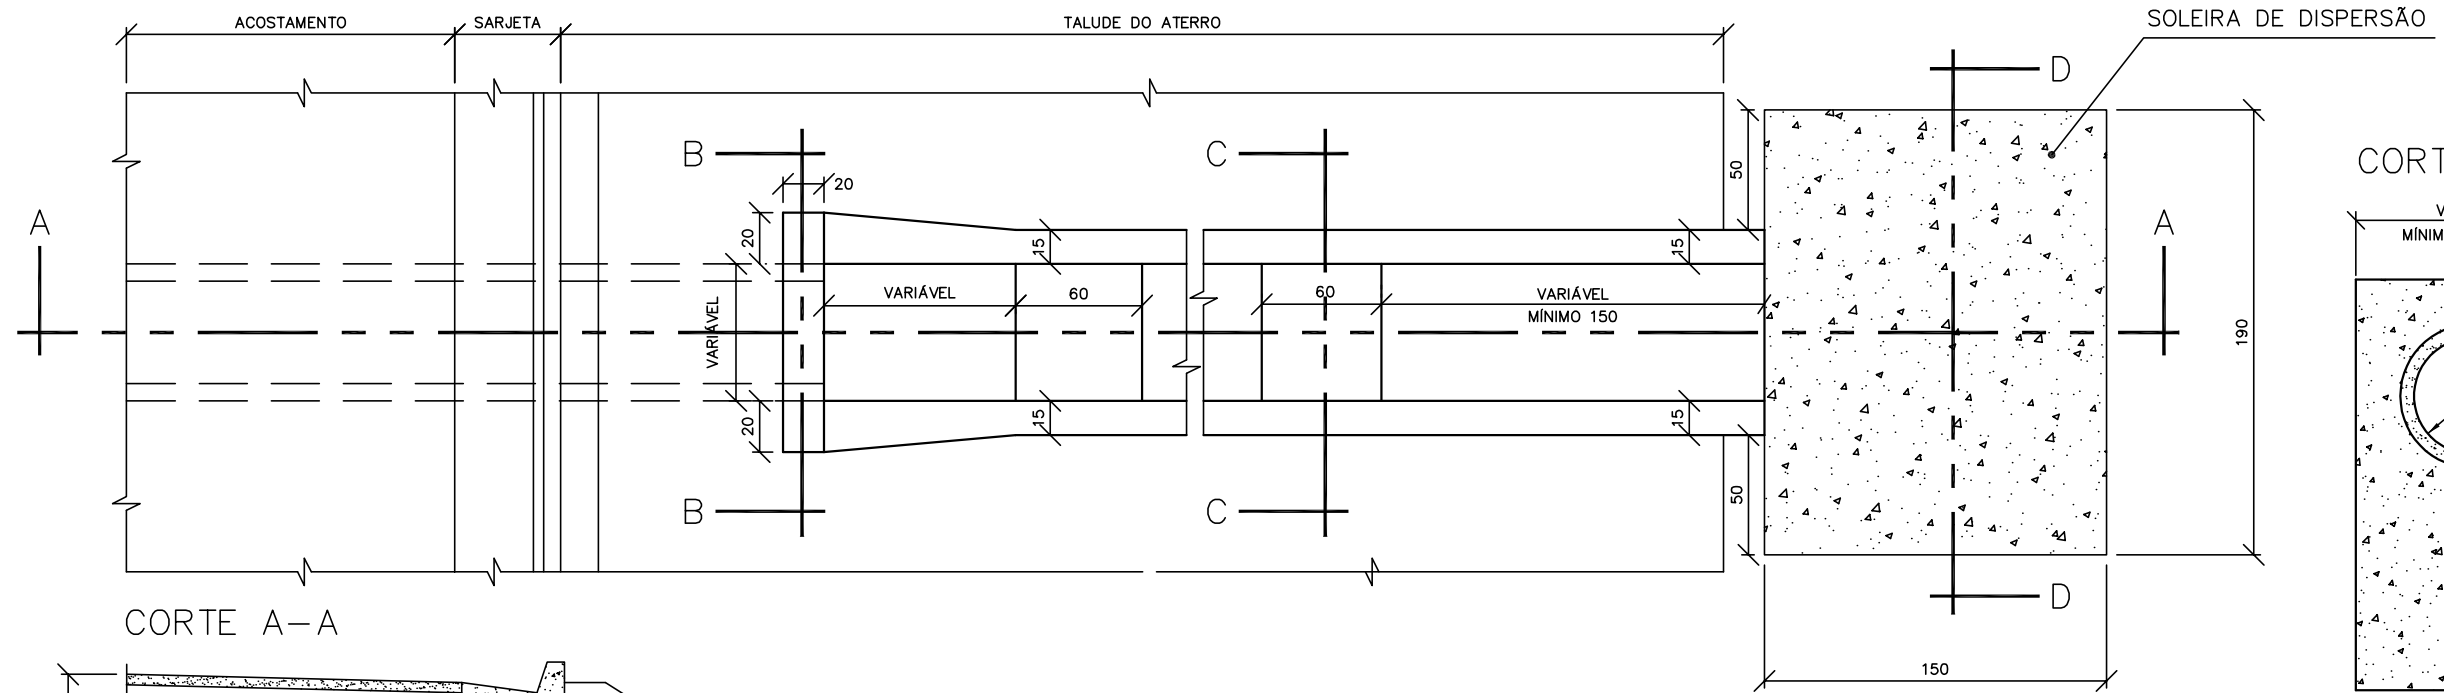 ACOSTAMENTO
SARJETA
TALUDE DO ATERRO
SOLEIRA DE DISPERSÃO
D
B
C
20
50
CORT
A
A
20
15
15
V
MÍNIM
VARIÁVEL
VARIÁVEL
60
60
VARIÁVEL
MÍNIMO 150
190
20
15
15
50
B
C
D
CORTE A-A
150